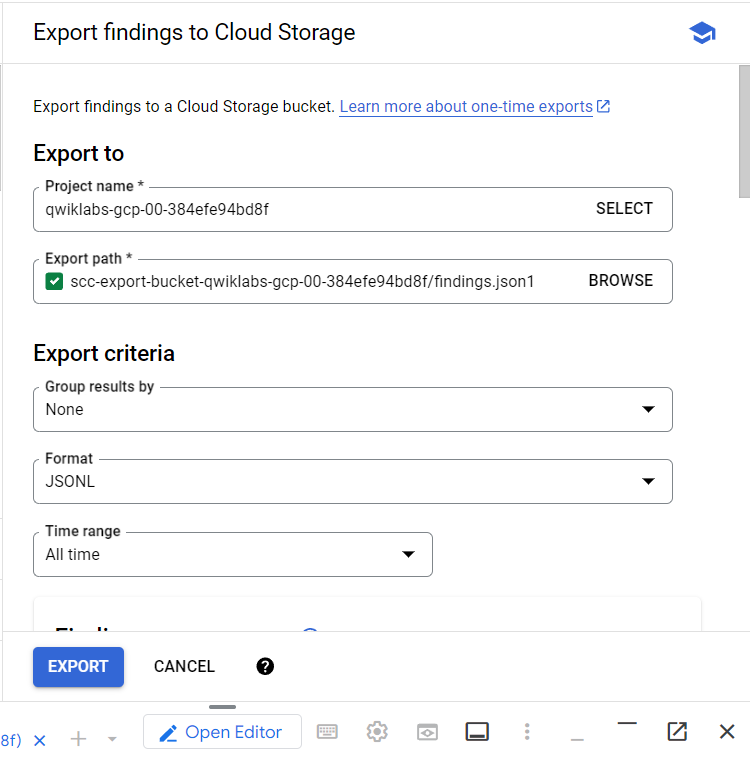 Export findings to Cloud Storage
Export findings to a Cloud Storage bucket. Learn more about one-time exports
Export to
Project name *
qwiklabs-gcp-00-384efe94bd8f
SELECT
Export path *
scc-export-bucket-qwiklabs-gcp-00-384efe94bd8f/findings.json1
BROWSE
Export criteria
Group results by
None
Format
JSONL
Time range
All time
EXPORT
CANCEL
8f)
Open Editor